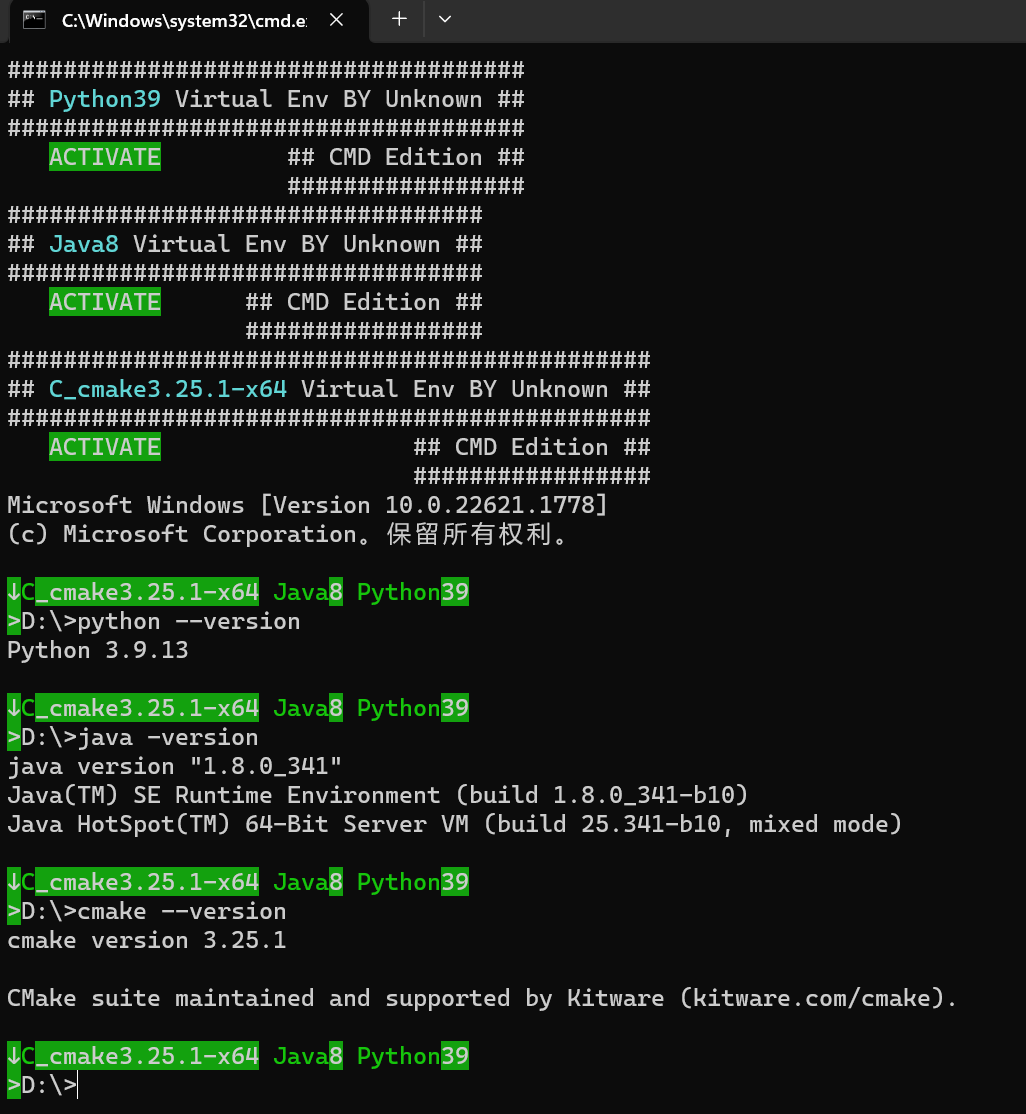 C:\Windows\system32\cmd.e
#####################################
## Python39 Virtual Env BY Unknown ##
#####################################
ACTIVATE ## CMD Edition ##
#################
##################################
## Java8 Virtual Env BY Unknown ##
##################################
ACTIVATE ## CMD Edition ##
#################
##############################################
## C_cmake3.25.1-x64 Virtual Env BY Unknown ##
##############################################
ACTIVATE ## CMD Edition ##
#################
Microsoft Windows [Version 10.0.22621.1778]
(c) Microsoft Corporation。保留所有权利。
↓C_cmake3.25.1-x64 Java8 Python39
>D:\>python --version
Python 3.9.13
↓C_cmake3.25.1-x64 Java8 Python39
>D:\>java -version
java version "1.8.0_341"
Java(TM) SE Runtime Environment (build 1.8.0_341-b10)
Java HotSpot(TM) 64-Bit Server VM (build 25.341-b10, mixed mode)
↓C_cmake3.25.1-x64 Java8 Python39
>D:\>cmake --version
cmake version 3.25.1
CMake suite maintained and supported by Kitware (kitware.com/cmake).
↓C_cmake3.25.1-x64 Java8 Python39
>D:\>